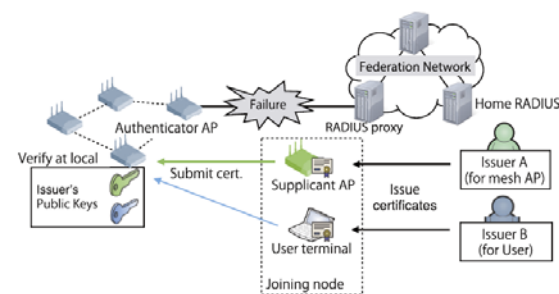 Federation Network
Failure
Home RADIUS
RADIUS proxy
Authenticator AP
Verify at local
Submit cert.
Issuer's
Public Keys
Supplicant AP
User terminal
Joining node
Issue
certificates
Issuer A
(for mesh AP)
Issuer B
(for User)